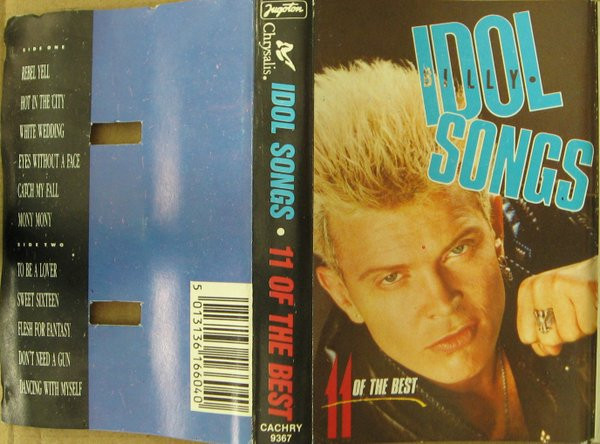 SIDE ONE
REBEL YELL
HOT IN THE CITY
WHITE WEDDING
EYES WITHOUT A FACE
CATCH MY FALL
MONY MONY
SIDE TWO
TO BE A LOVER
SWEET SIXTEEN
FLESH FOR FANTASY
DON'T NEED A GUN
DANCING WITH MYSELF
5 013136 166040
Jugoton
Chrysalis.
IDOL SONGS • 11 OF THE BEST
CACHRY
9367
IDOL
BILLY•
SONGS
11 OF THE BEST